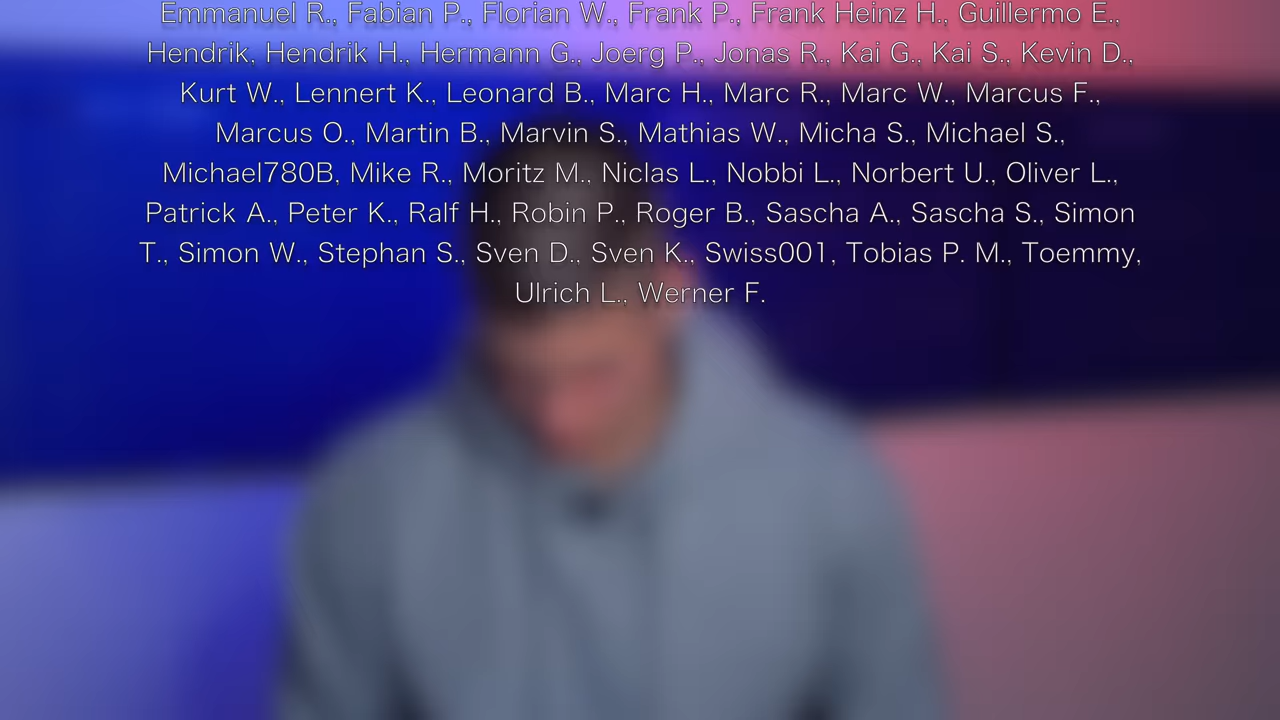 Emmanuel R., Fabian P., Florian W., Frank P., Frank Heinz H., Guillermo E.,
Hendrik, Hendrik H., Hermann G., Joerg P., Jonas R., Kai G., Kai S., Kevin D.,
Kurt W., Lennert K., Leonard B., Marc H., Marc R., Marc W., Marcus F.,
Marcus O., Martin B., Marvin S., Mathias W., Micha S., Michael S.,
Michael780B, Mike R., Moritz M., Niclas L., Nobbi L., Norbert U., Oliver L.,
Patrick A., Peter K., Ralf H., Robin P., Roger B., Sascha A., Sascha S., Simon
T., Simon W., Stephan S., Sven D., Sven K., Swiss001, Tobias P. M., Toemmy,
Ulrich L., Werner F.